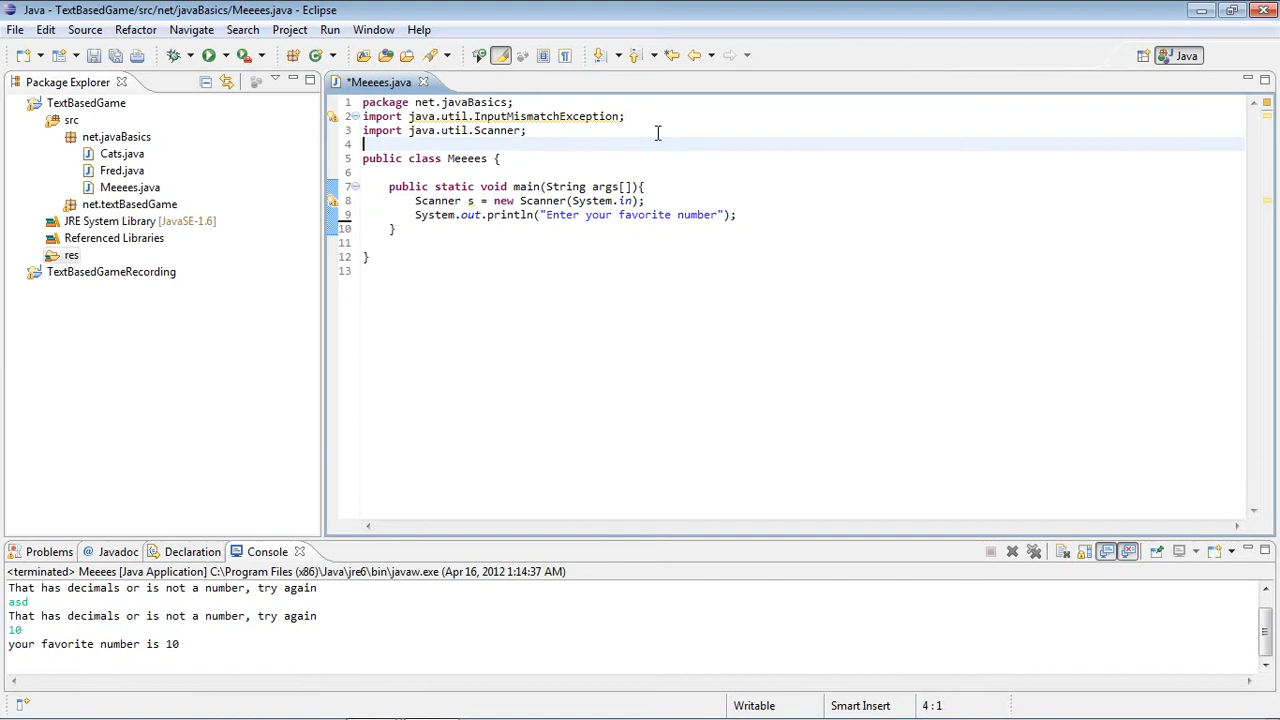 Java - TextBasedGame/src/net/javaBasics/Meeees.java - Eclipse
File Edit Source Refactor Navigate Search Project Run Window Help
Java
Package Explorer
*Meeees.java
TextBasedGame
src
net.javaBasics
Cats.java
Fred.java
Meeees.java
net.textBasedGame
JRE System Library [JavaSE-1.6]
Referenced Libraries
res
TextBasedGameRecording
1 package net.javaBasics;
2 import java.util.InputMismatchException;
3 import java.util.Scanner;
4
5 public class Meeees {
6
7 public static void main(String args[]){
8 Scanner s = new Scanner(System.in);
9 System.out.println("Enter your favorite number");
10 }
11
12 }
13
Problems Javadoc Declaration Console
<terminated> Meeees [Java Application] C:\Program Files (x86)\Java\jre6\bin\javaw.exe (Apr 16, 2012 1:14:37 AM)
That has decimals or is not a number, try again
asd
That has decimals or is not a number, try again
10
your favorite number is 10
Writable Smart Insert 4 : 1